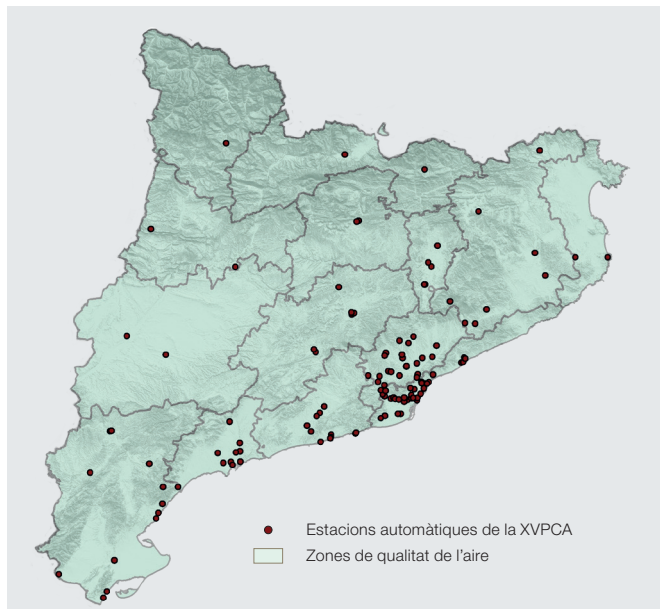 Estacions automàtiques de la XVPCA
Zones de qualitat de l'aire